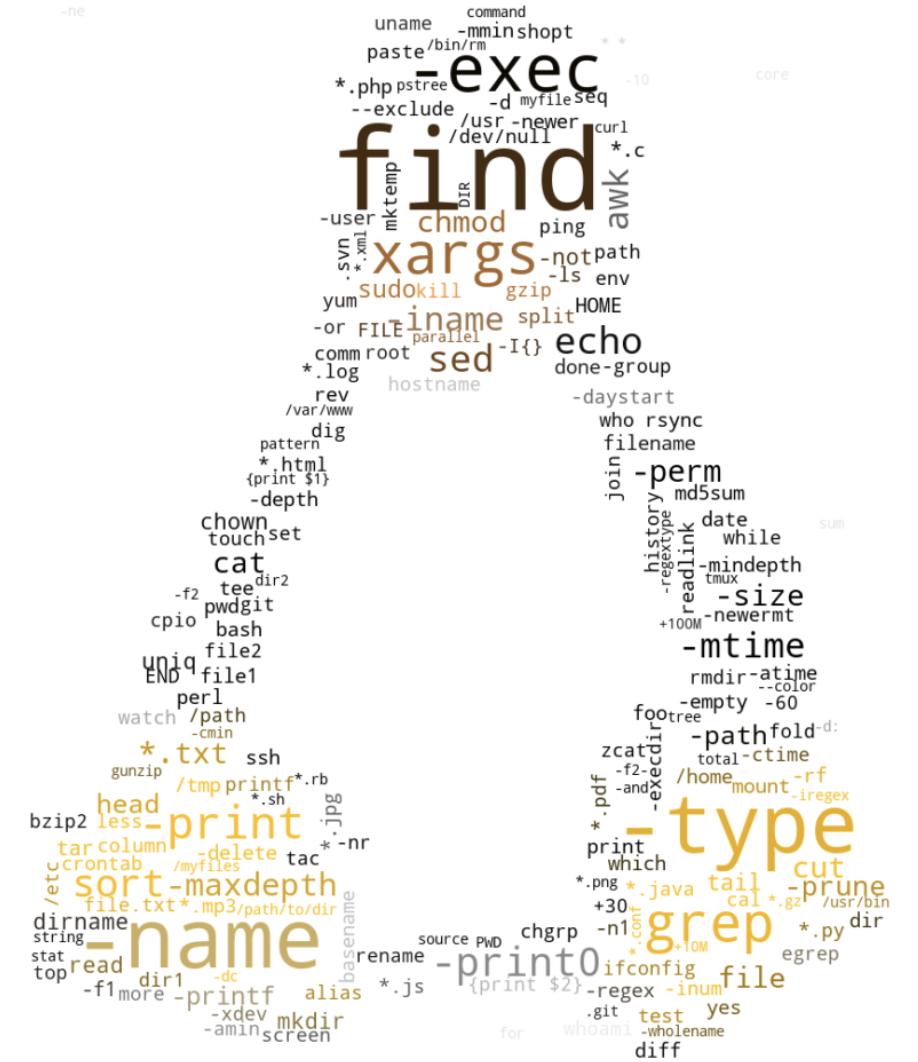 -ne
command
uname
-mmin shopt
* *
/bin/rm
paste
-exec
-10
core
*.php pstree
-d myfile seq
--exclude
/usr -newer
curl
/dev/null
find
*.c
mktemp
DIR
awk
-user
chmod
ping
.svn
*.xml
xargs
-not path
-ls env
sudo kill gzip
HOME
yum
-iname split
-or FILE
parallel
echo
comm root sed -I{}
done -group
*.log
hostname
rev
-daystart
/var/www
who rsync
dig
filename
pattern
*.html
join
-perm
{print $1}
md5sum
-depth
history
-regextype
readlink
chown
date
sum
touch set
while
cat
-mindepth
tmux
tee dir2
-f2
-size
pwd git
-newermt
cpio
+100M
bash
-mtime
file2
uniq
END file1
rmdir -atime
--color
perl
-empty -60
watch /path
foo tree
-cmin
-path fold -d:
*.txt ssh
zcat
-execdir
total -ctime
gunzip
-f2-
/tmp printf *.rb
/home mount -rf
-and
*.sh
-iregex
head
*.jpg
*.pdf
bzip2 less -print
-type
-nr
print
tar column
-delete tac
which
crontab
/myfiles
cut
/etc
sort -maxdepth
*.png
*.java tail
-prune
file.txt *.mp3 /path/to/dir
+30
cal *.gz /usr/bin
dirname
basename
-n1
*.conf
grep
dir
string
-name
chgrp
*.py
source PWD
+10M
stat
rename
egrep
top read
-print0 ifconfig
-dc
file
dir1
*.js {print $2}
-f1 more -printf alias
-regex -inum
-xdev
.git
yes
mkdir
test
-amin screen
for whoami
-wholename
diff